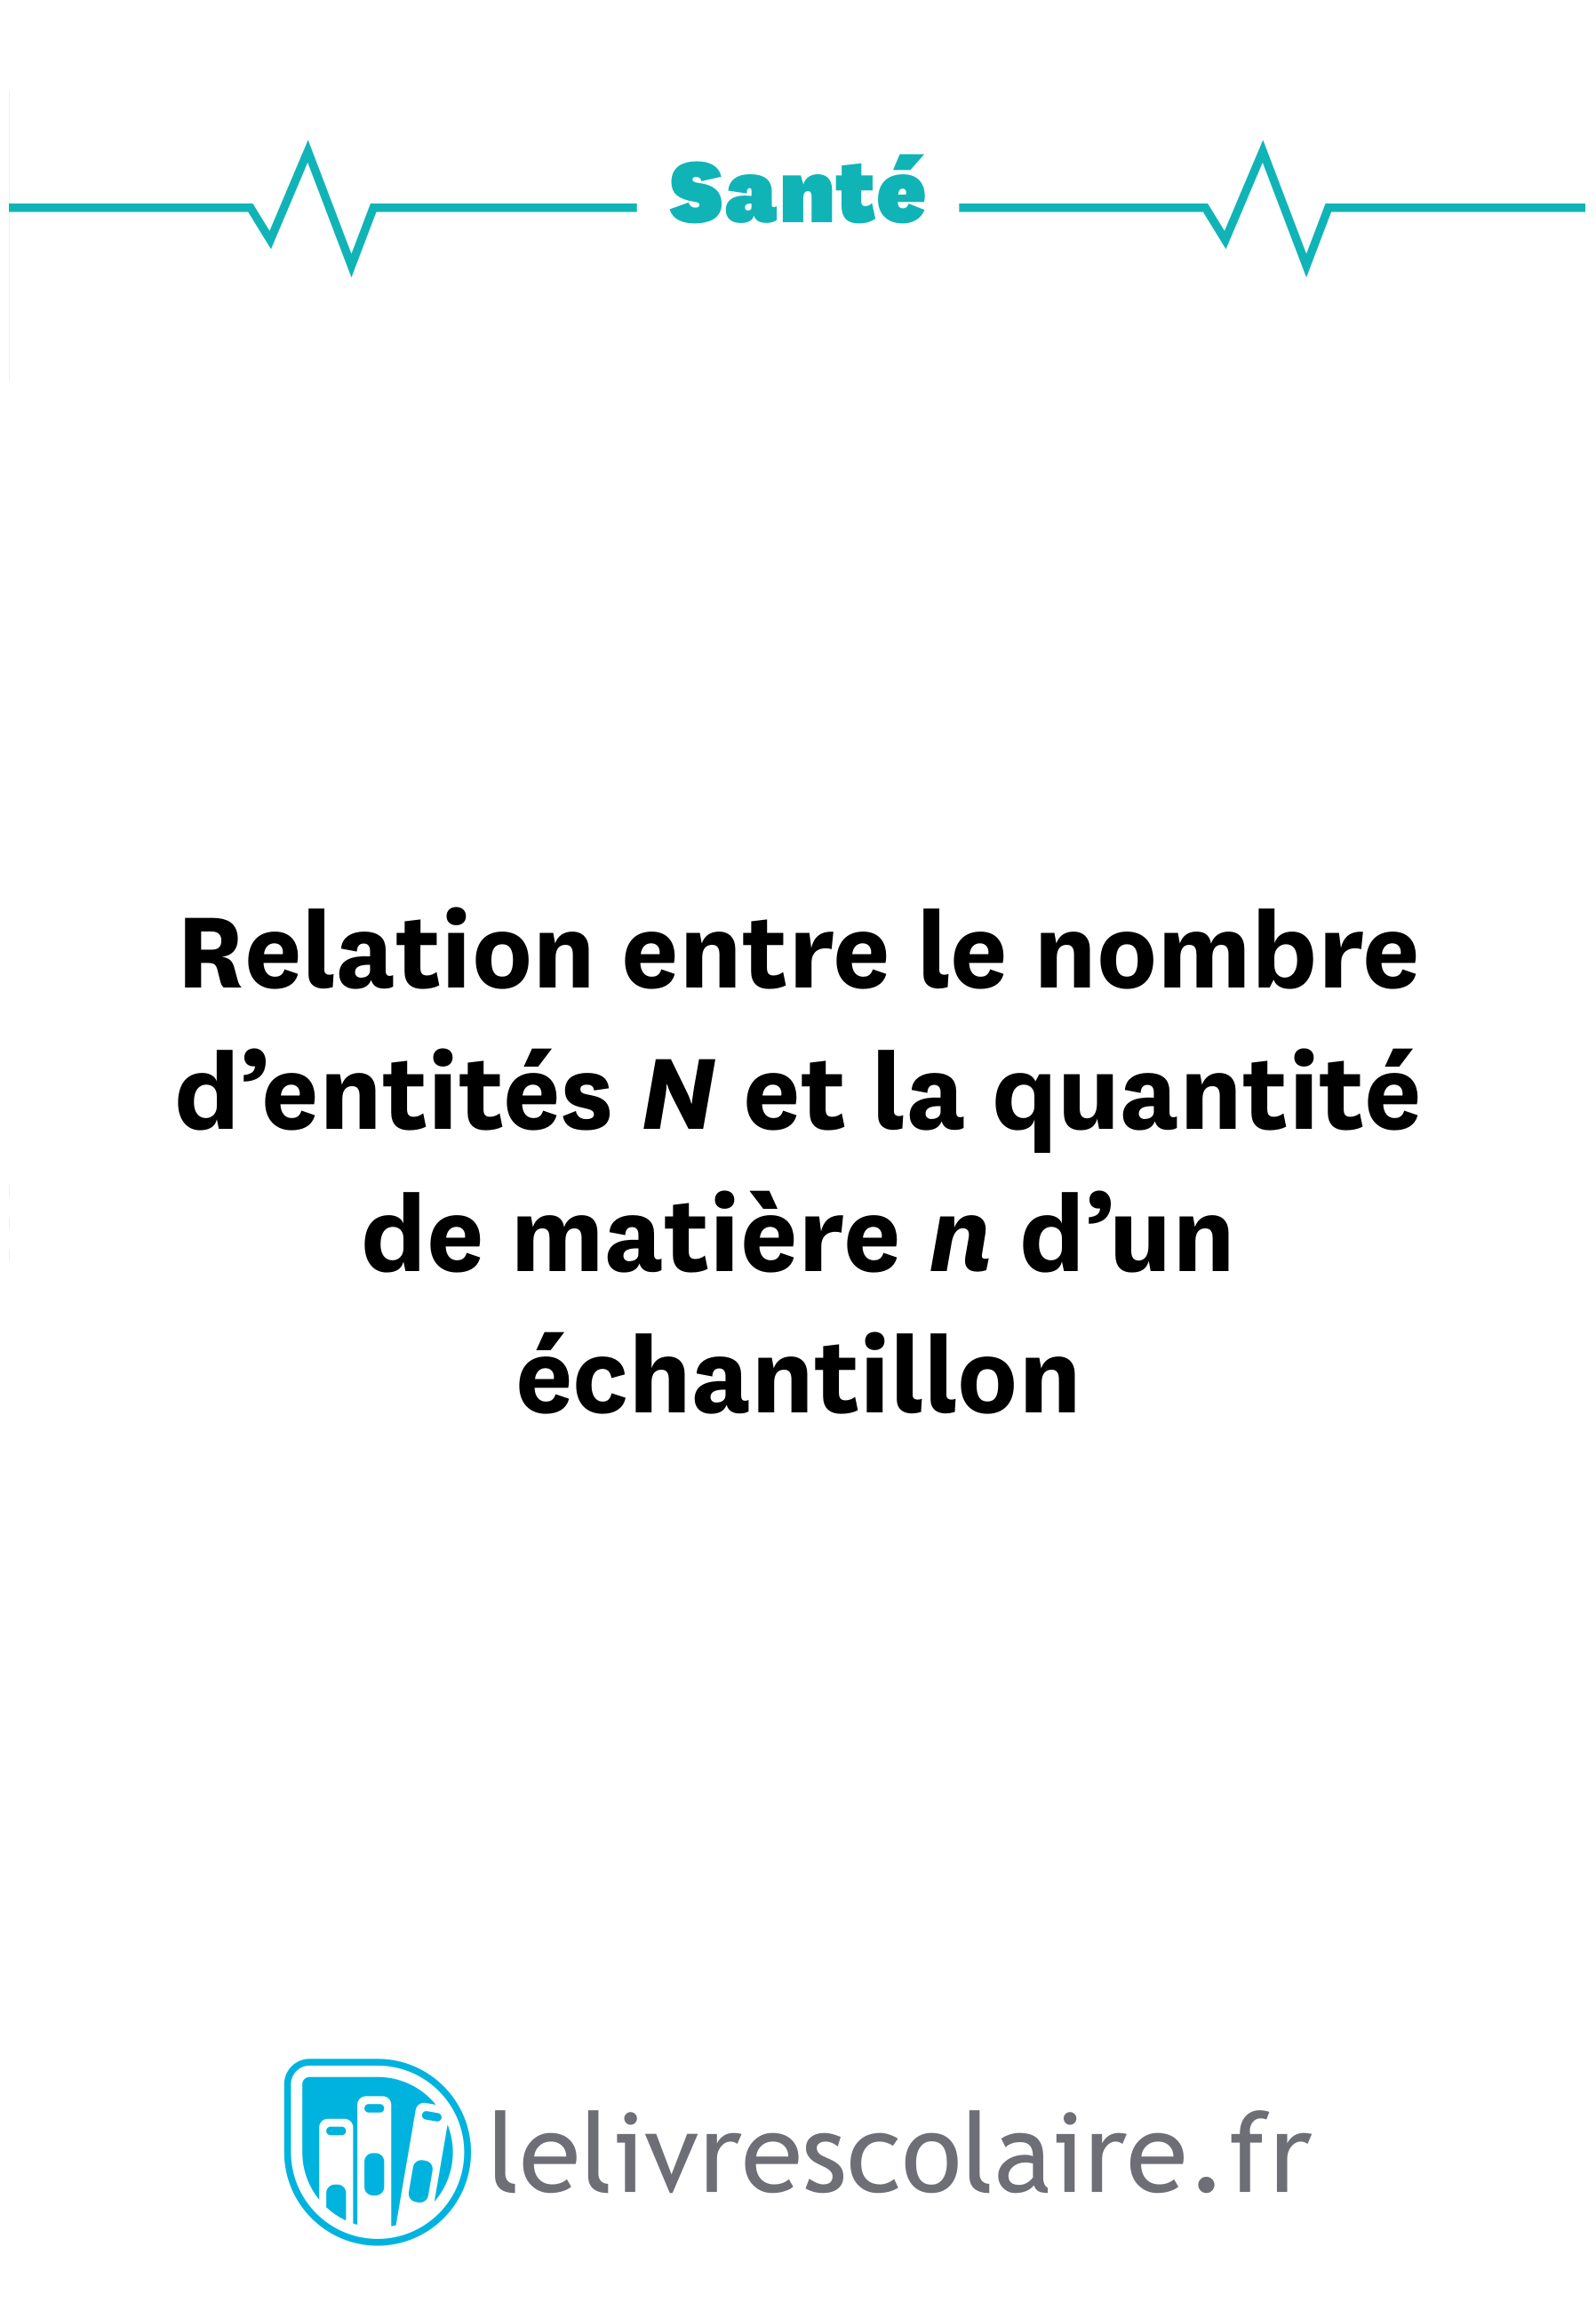 Santé
Relation entre le nombre
d’entités N et la quantité
de matière n d’un
échantillon
lelivrescolaire.fr